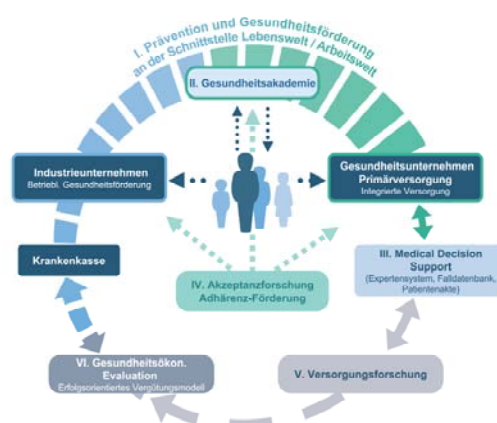 I. Prävention und Gesundheitsförderung
an der Schnittstelle Lebenswelt / Arbeitswelt
II. Gesundheitsakademie
Industrieunternehmen
Betriebl. Gesundheitsförderung
Gesundheitsunternehmen
Primärversorgung
Integrierte Versorgung
Krankenkasse
III. Medical Decision
Support
(Expertensystem, Falldatenbank,
Patientenakte)
IV. Akzeptanzforschung
Adhärenz-Förderung
VI. Gesundheitsökon.
Evaluation
Erfolgsorientiertes Vergütungsmodell
V. Versorgungsforschung